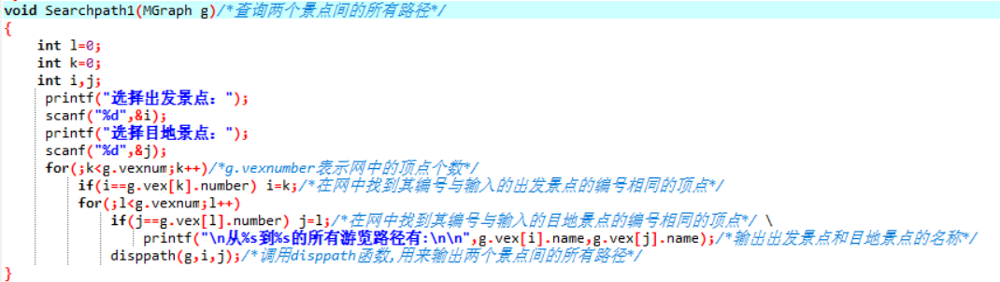 void Searchpath1(MGraph g)/*查询两个景点间的所有路径*/
{
int l=0;
int k=0;
int i,j;
printf("选择出发景点：");
scanf("%d",&i);
printf("选择目地景点：");
scanf("%d",&j);
for(;k<g.vexnum;k++)/*g.vexnumber表示网中的顶点个数*/
if(i==g.vex[k].number) i=k;/*在网中找到其编号与输入的出发景点的编号相同的顶点*/
for(;l<g.vexnum;l++)
if(j==g.vex[l].number) j=l;/*在网中找到其编号与输入的目地景点的编号相同的顶点*/ \
printf("\n从%s到%s的所有游览路径有:\n\n",g.vex[i].name,g.vex[j].name);/*输出出发景点和目地景点的名称*/
disppath(g,i,j);/*调用disppath函数,用来输出两个景点间的所有路径*/
}